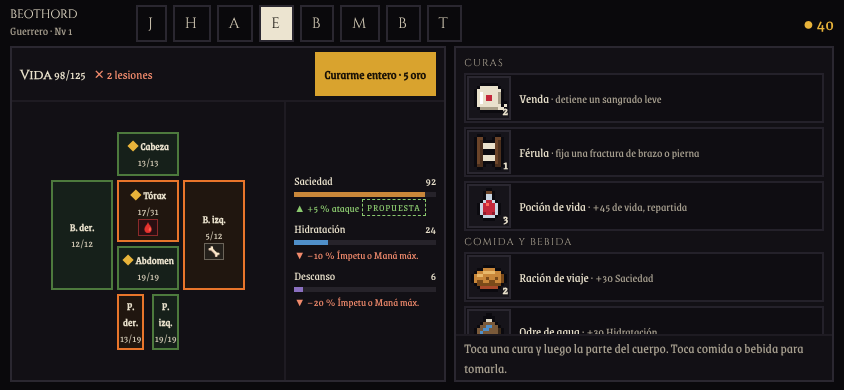 BEOTHORD
Guerrero · Nv 1
J H A E B M B T
40
VIDA 98/125 ✕ 2 lesiones
Curarme entero · 5 oro
Cabeza
13/13
Tórax
17/31
B. der.
12/12
B. izq.
5/12
Abdomen
19/19
P. der.
13/19
P. izq.
19/19
Saciedad 92
▲ +5 % ataque PROPUESTA
Hidratación 24
▼ −10 % Ímpetu o Maná máx.
Descanso 6
▼ −20 % Ímpetu o Maná máx.
CURAS
Venda · detiene un sangrado leve
2
Férula · fija una fractura de brazo o pierna
1
Poción de vida · +45 de vida, repartida
3
COMIDA Y BEBIDA
Ración de viaje · +30 Saciedad
2
Odre de agua · +30 Hidratación
Toca una cura y luego la parte del cuerpo. Toca comida o bebida para
tomarla.